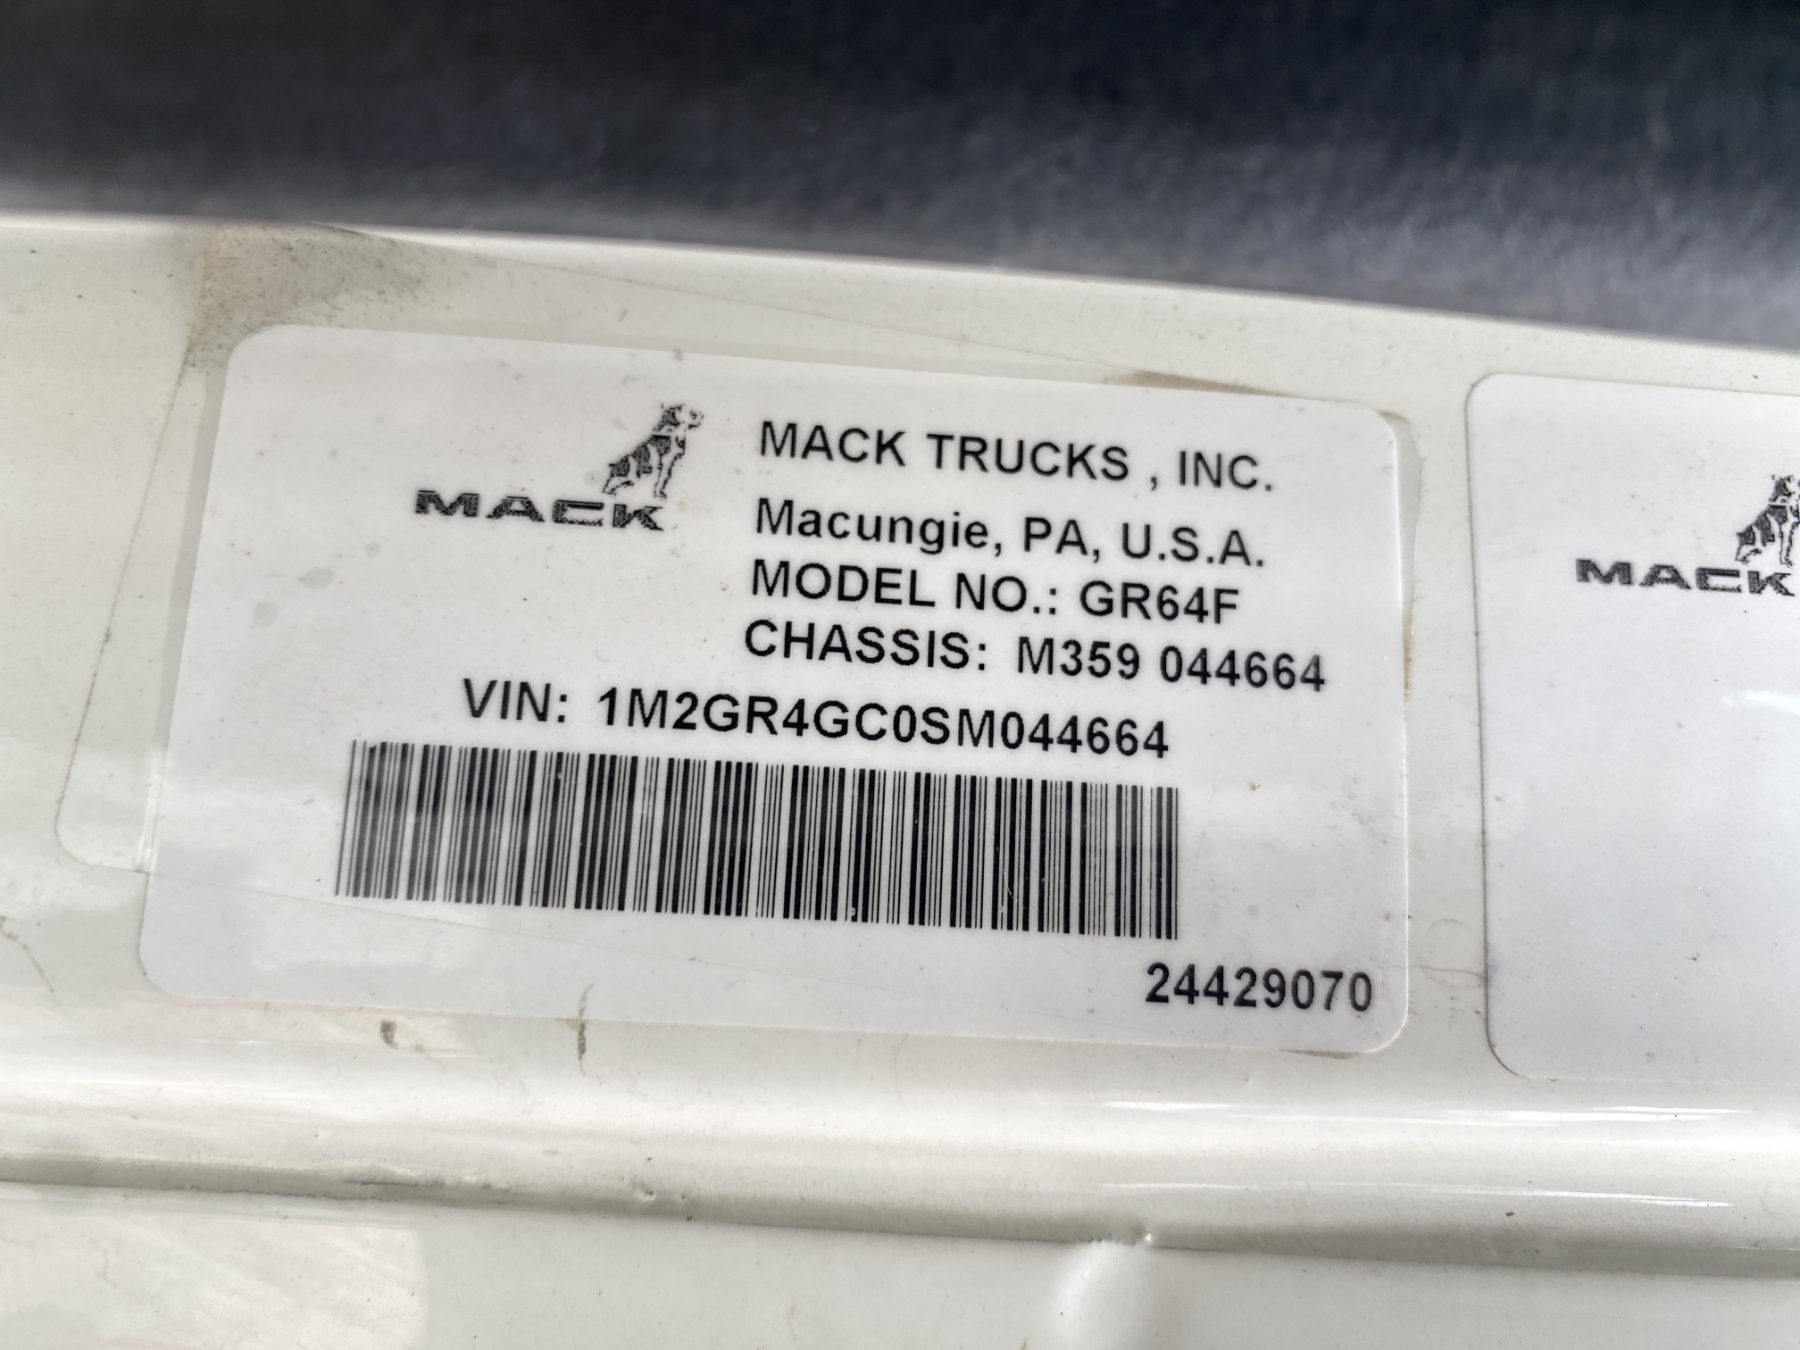 MACK
MACK TRUCKS , INC.
Macungie, PA, U.S.A.
MODEL NO.: GR64F
CHASSIS: M359 044664
VIN: 1M2GR4GC0SM044664
24429070
MACK